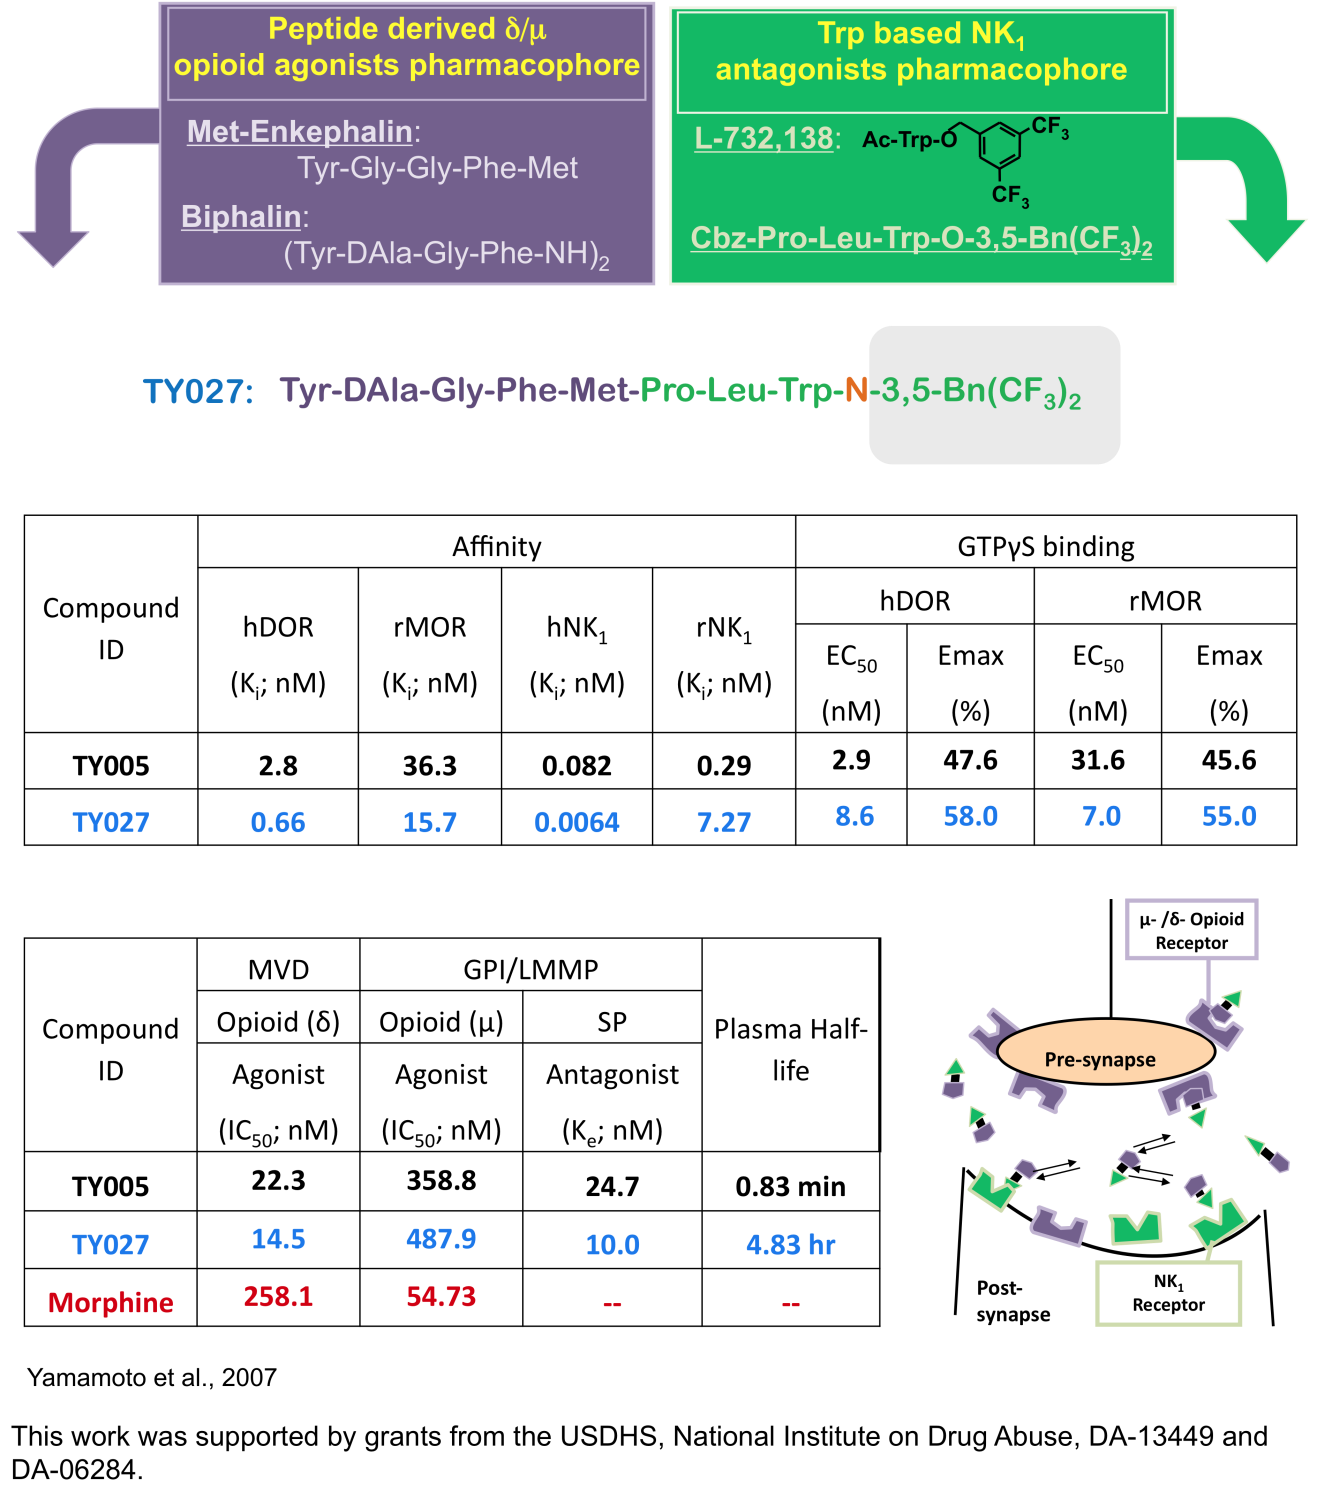 Peptide derived δ/μ
opioid agonists pharmacophore
Met-Enkephalin:
Tyr-Gly-Gly-Phe-Met
Biphalin:
(Tyr-DAla-Gly-Phe-NH)2
Trp based NK1
antagonists pharmacophore
L-732,138: Ac-Trp-O CF3
CF3
Cbz-Pro-Leu-Trp-O-3,5-Bn(CF3)2
TY027: Tyr-DAla-Gly-Phe-Met-Pro-Leu-Trp-N-3,5-Bn(CF3)2
Compound ID Affinity GTPγS binding
hDOR rMOR
hDOR (Ki; nM) rMOR (Ki; nM) hNK1 (Ki; nM) rNK1 (Ki; nM) EC50 (nM) Emax (%) EC50 (nM) Emax (%)
TY005 2.8 36.3 0.082 0.29 2.9 47.6 31.6 45.6
TY027 0.66 15.7 0.0064 7.27 8.6 58.0 7.0 55.0
Compound ID MVD GPI/LMMP Plasma Half-life
Opioid (δ) Opioid (μ) SP
Agonist (IC50; nM) Agonist (IC50; nM) Antagonist (Ke; nM)
TY005 22.3 358.8 24.7 0.83 min
TY027 14.5 487.9 10.0 4.83 hr
Morphine 258.1 54.73 -- --
μ- /δ- Opioid
Receptor
Pre-synapse
Post-
synapse
NK1
Receptor
Yamamoto et al., 2007
This work was supported by grants from the USDHS, National Institute on Drug Abuse, DA-13449 and
DA-06284.